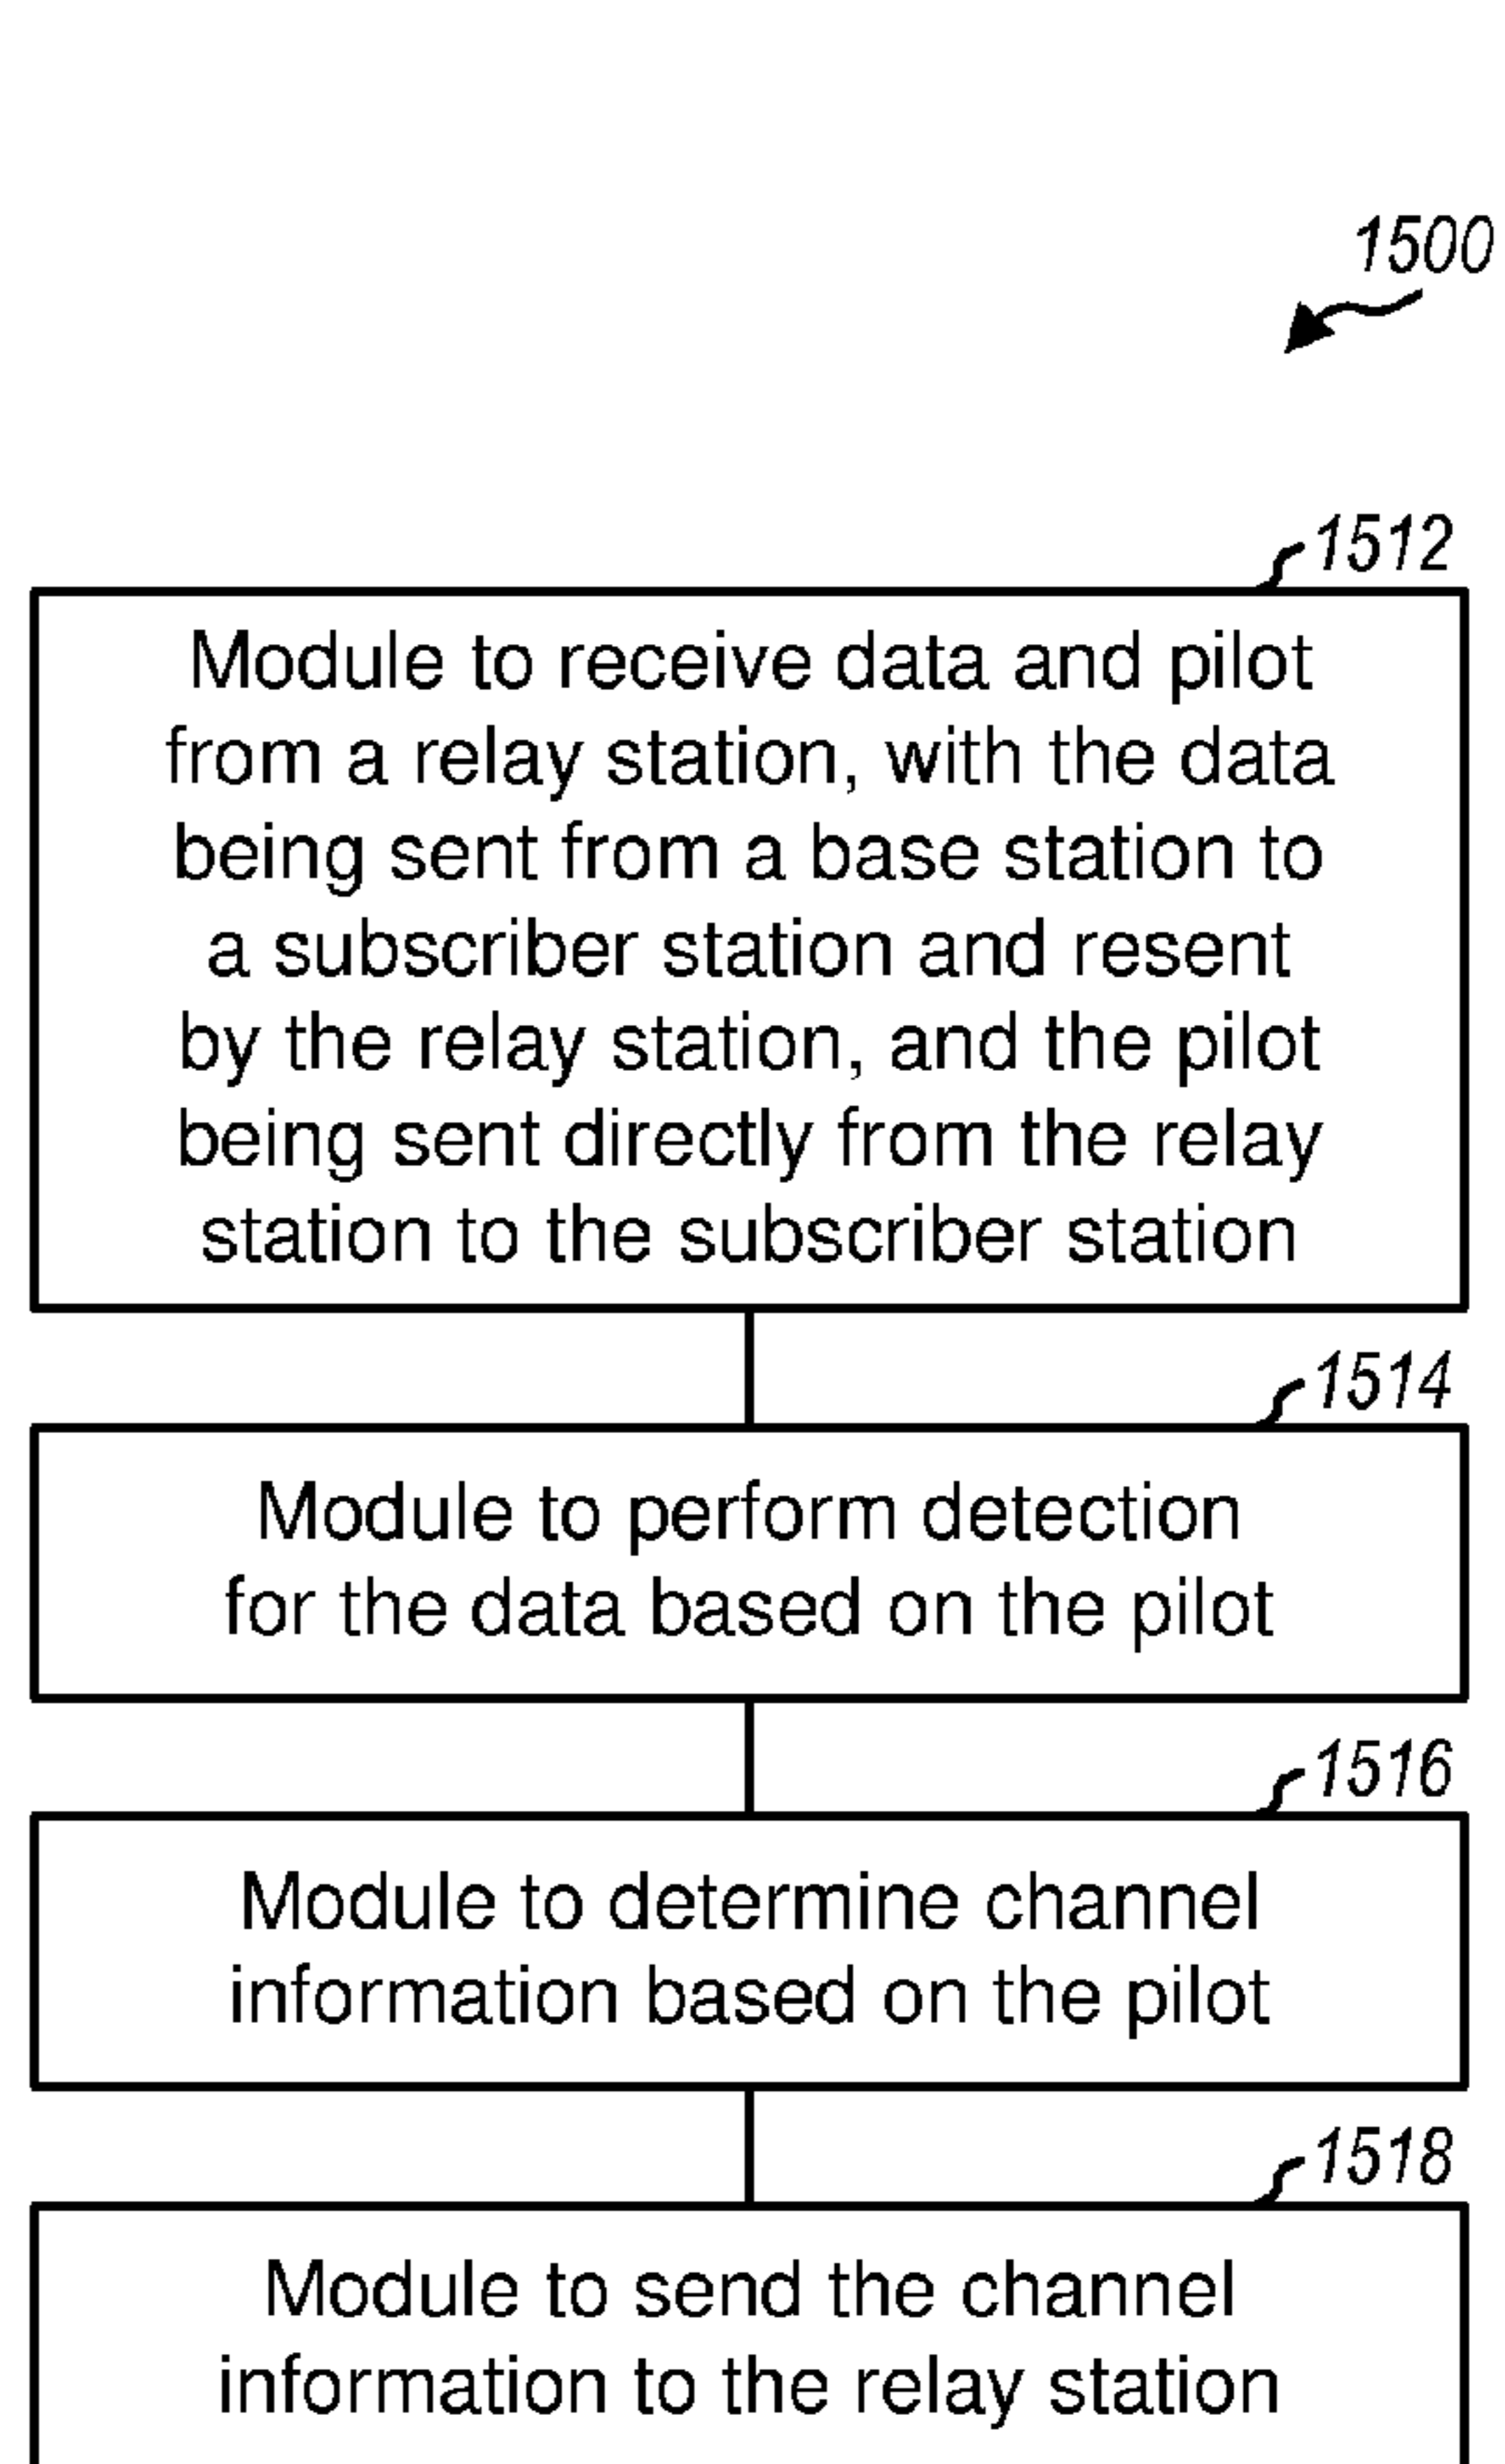 1500
1512
Module to receive data and pilot
from a relay station, with the data
being sent from a base station to
a subscriber station and resent
by the relay station, and the pilot
being sent directly from the relay
station to the subscriber station
1514
Module to perform detection
for the data based on the pilot
1516
Module to determine channel
information based on the pilot
1518
Module to send the channel
information to the relay station